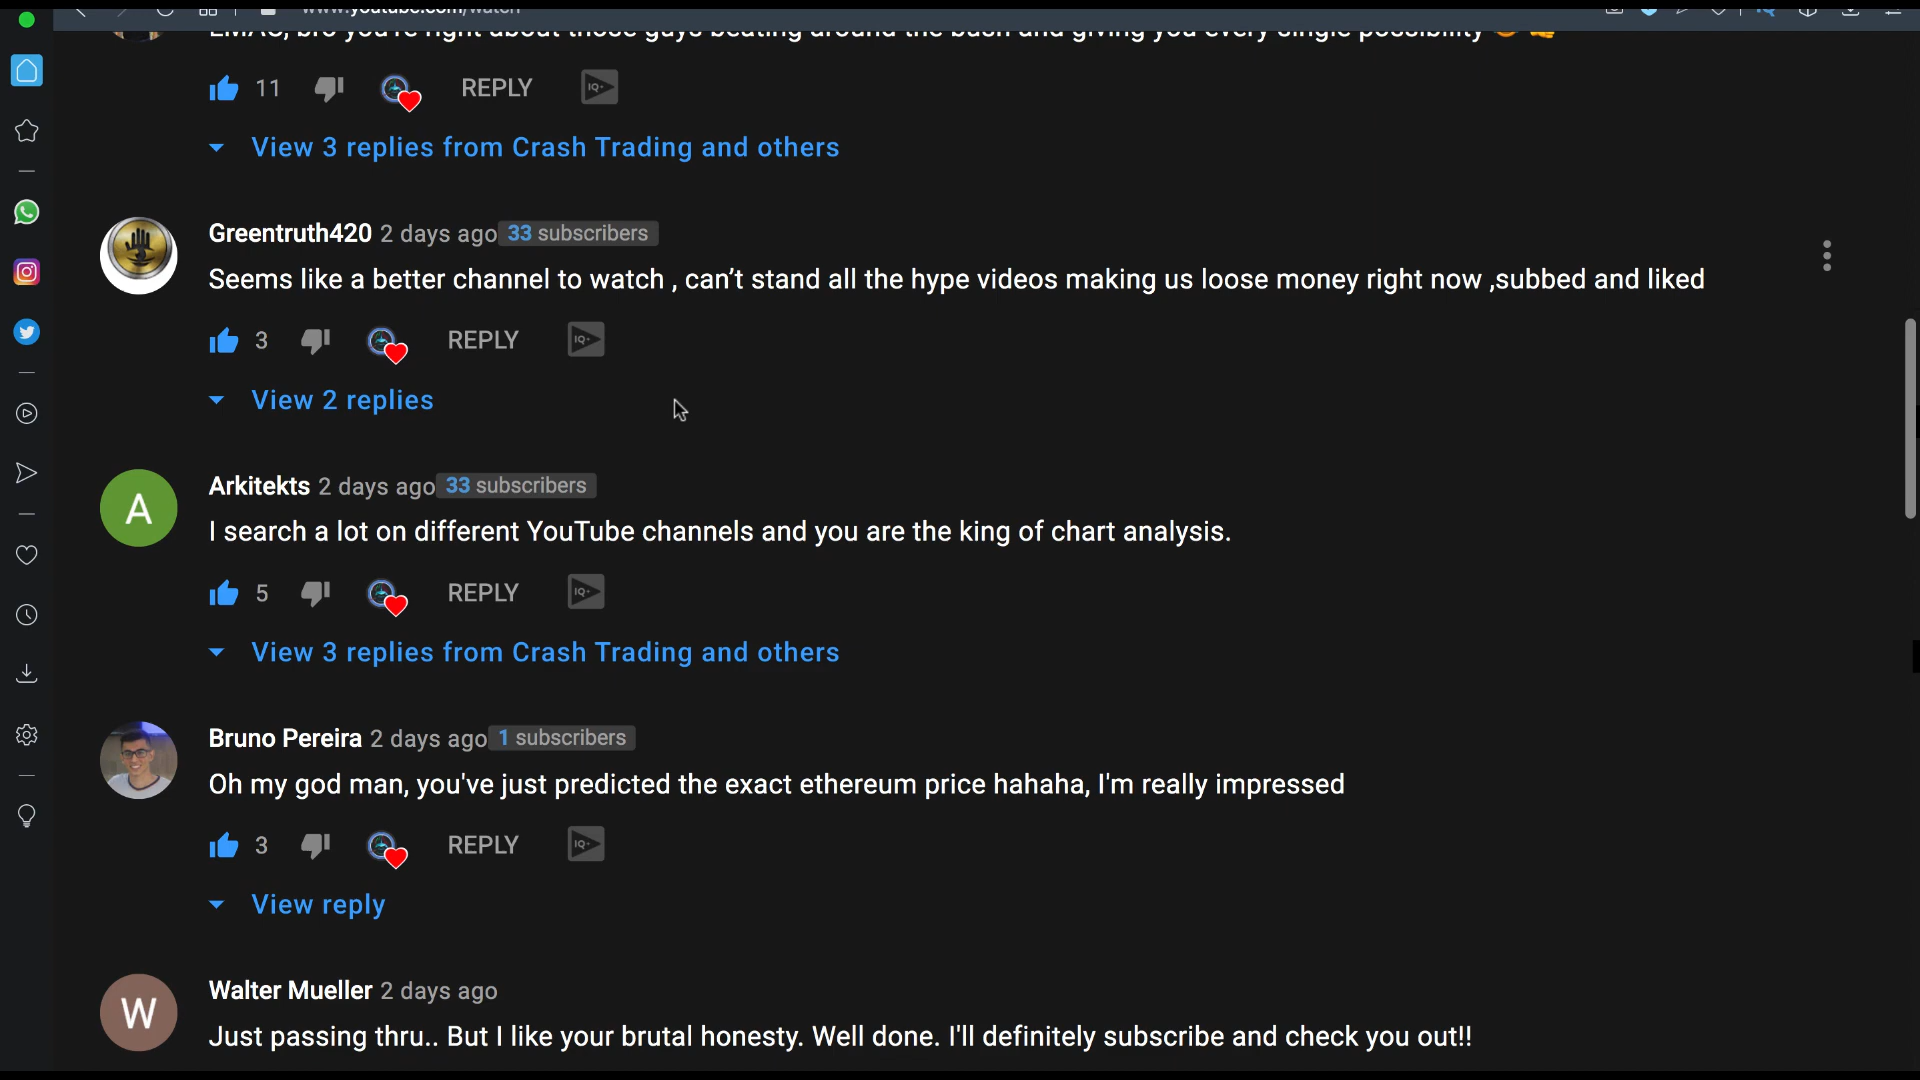 www.youtube.com/watch
LMAO, bro you're right about those guys beating around the bush and giving you every single possibility
11 REPLY IQ+
View 3 replies from Crash Trading and others
Greentruth420 2 days ago 33 subscribers
Seems like a better channel to watch , can’t stand all the hype videos making us loose money right now ,subbed and liked
3 REPLY IQ+
View 2 replies
Arkitekts 2 days ago 33 subscribers
A
I search a lot on different YouTube channels and you are the king of chart analysis.
5 REPLY IQ+
View 3 replies from Crash Trading and others
Bruno Pereira 2 days ago 1 subscribers
Oh my god man, you've just predicted the exact ethereum price hahaha, I'm really impressed
3 REPLY IQ+
View reply
Walter Mueller 2 days ago
W
Just passing thru.. But I like your brutal honesty. Well done. I'll definitely subscribe and check you out!!